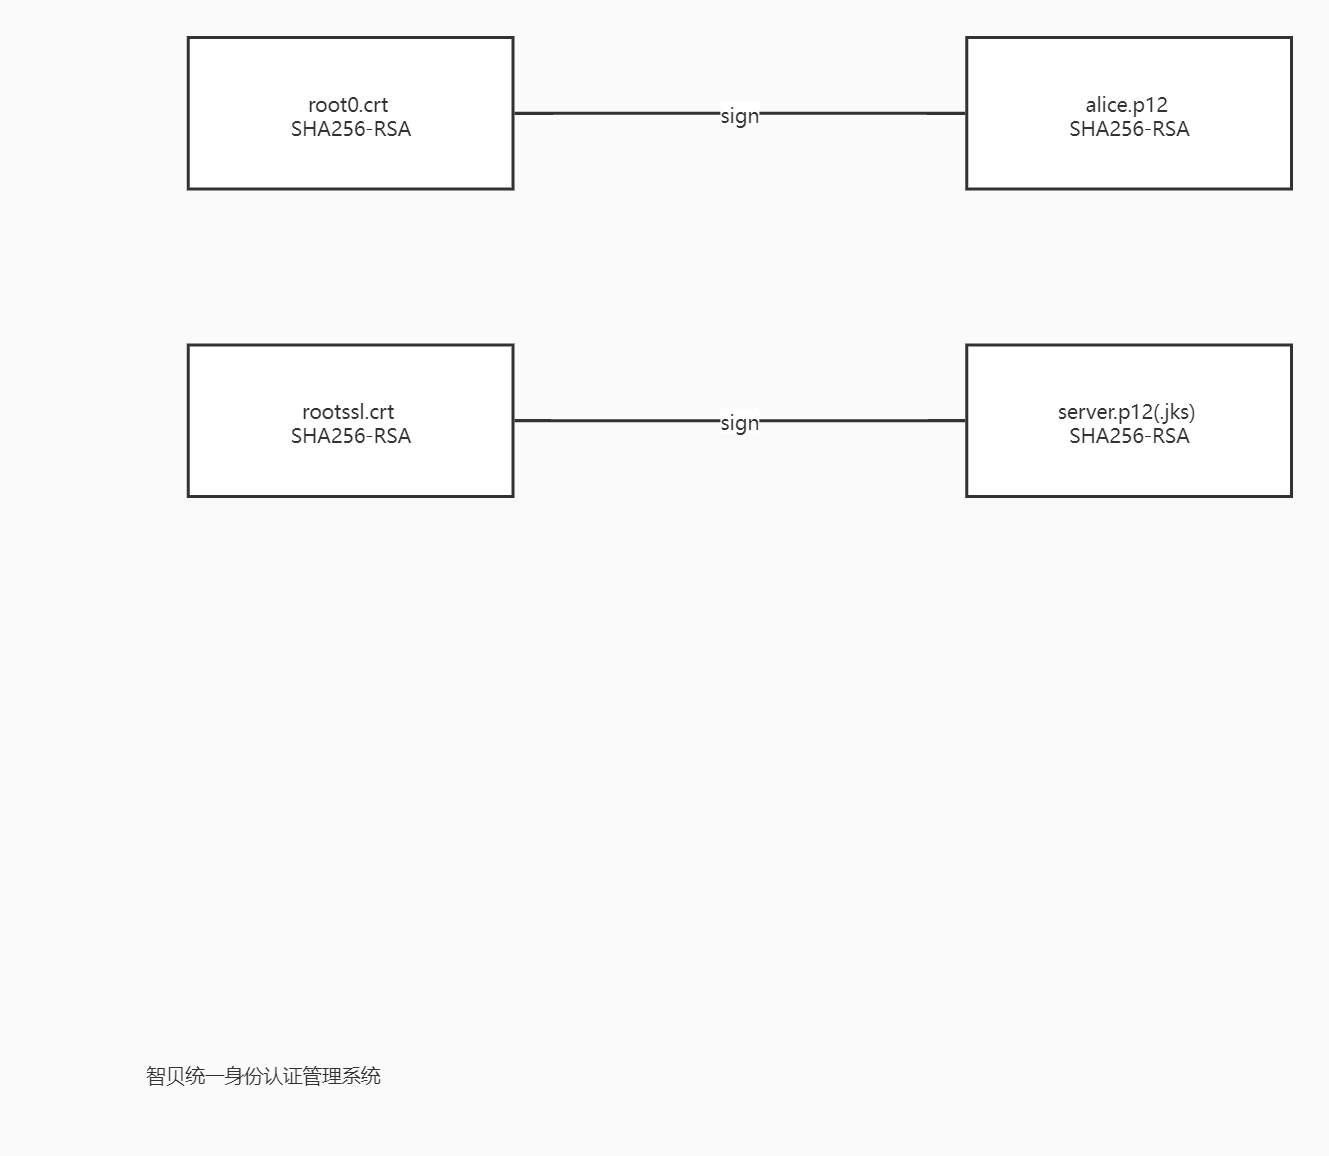 root0.crt
SHA256-RSA
sign
alice.p12
SHA256-RSA
rootssl.crt
SHA256-RSA
sign
server.p12(.jks)
SHA256-RSA
智贝统一身份认证管理系统